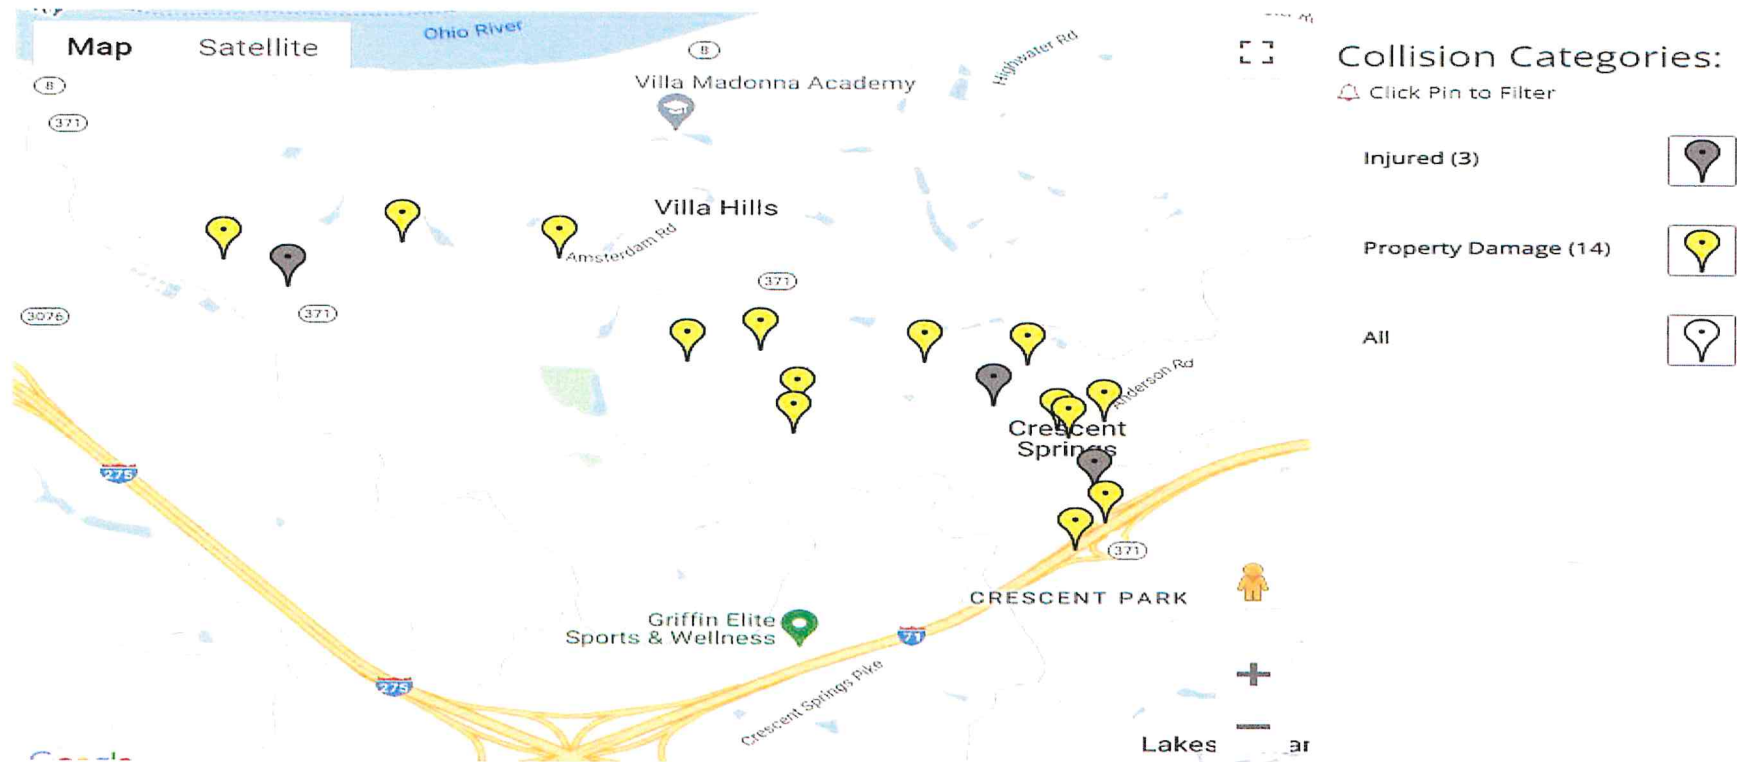 Map
Satellite
Ohio River
8
Villa Madonna Academy
Highwater Rd
8
371
Villa Hills
Amsterdam Rd
371
3076
371
Anderson Rd
Crescent
Springs
275
371
CRESCENT PARK
Griffin Elite
Sports & Wellness
71
275
Crescent Springs Pike
Lakes
ar
Google
Collision Categories:
Click Pin to Filter
Injured (3)
Property Damage (14)
All